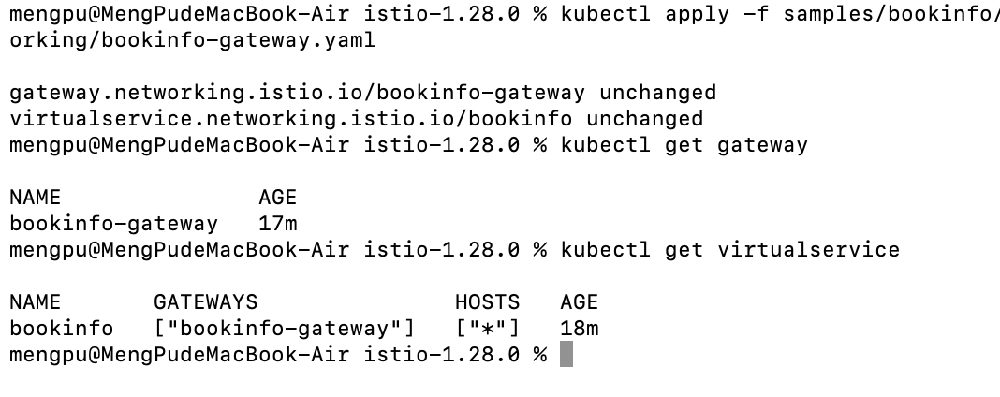 mengpu@MengPudeMacBook-Air istio-1.28.0 % kubectl apply -f samples/bookinfo/
orking/bookinfo-gateway.yaml
gateway.networking.istio.io/bookinfo-gateway unchanged
virtualservice.networking.istio.io/bookinfo unchanged
mengpu@MengPudeMacBook-Air istio-1.28.0 % kubectl get gateway
NAME AGE
bookinfo-gateway 17m
mengpu@MengPudeMacBook-Air istio-1.28.0 % kubectl get virtualservice
NAME GATEWAYS HOSTS AGE
bookinfo ["bookinfo-gateway"] ["*"] 18m
mengpu@MengPudeMacBook-Air istio-1.28.0 %